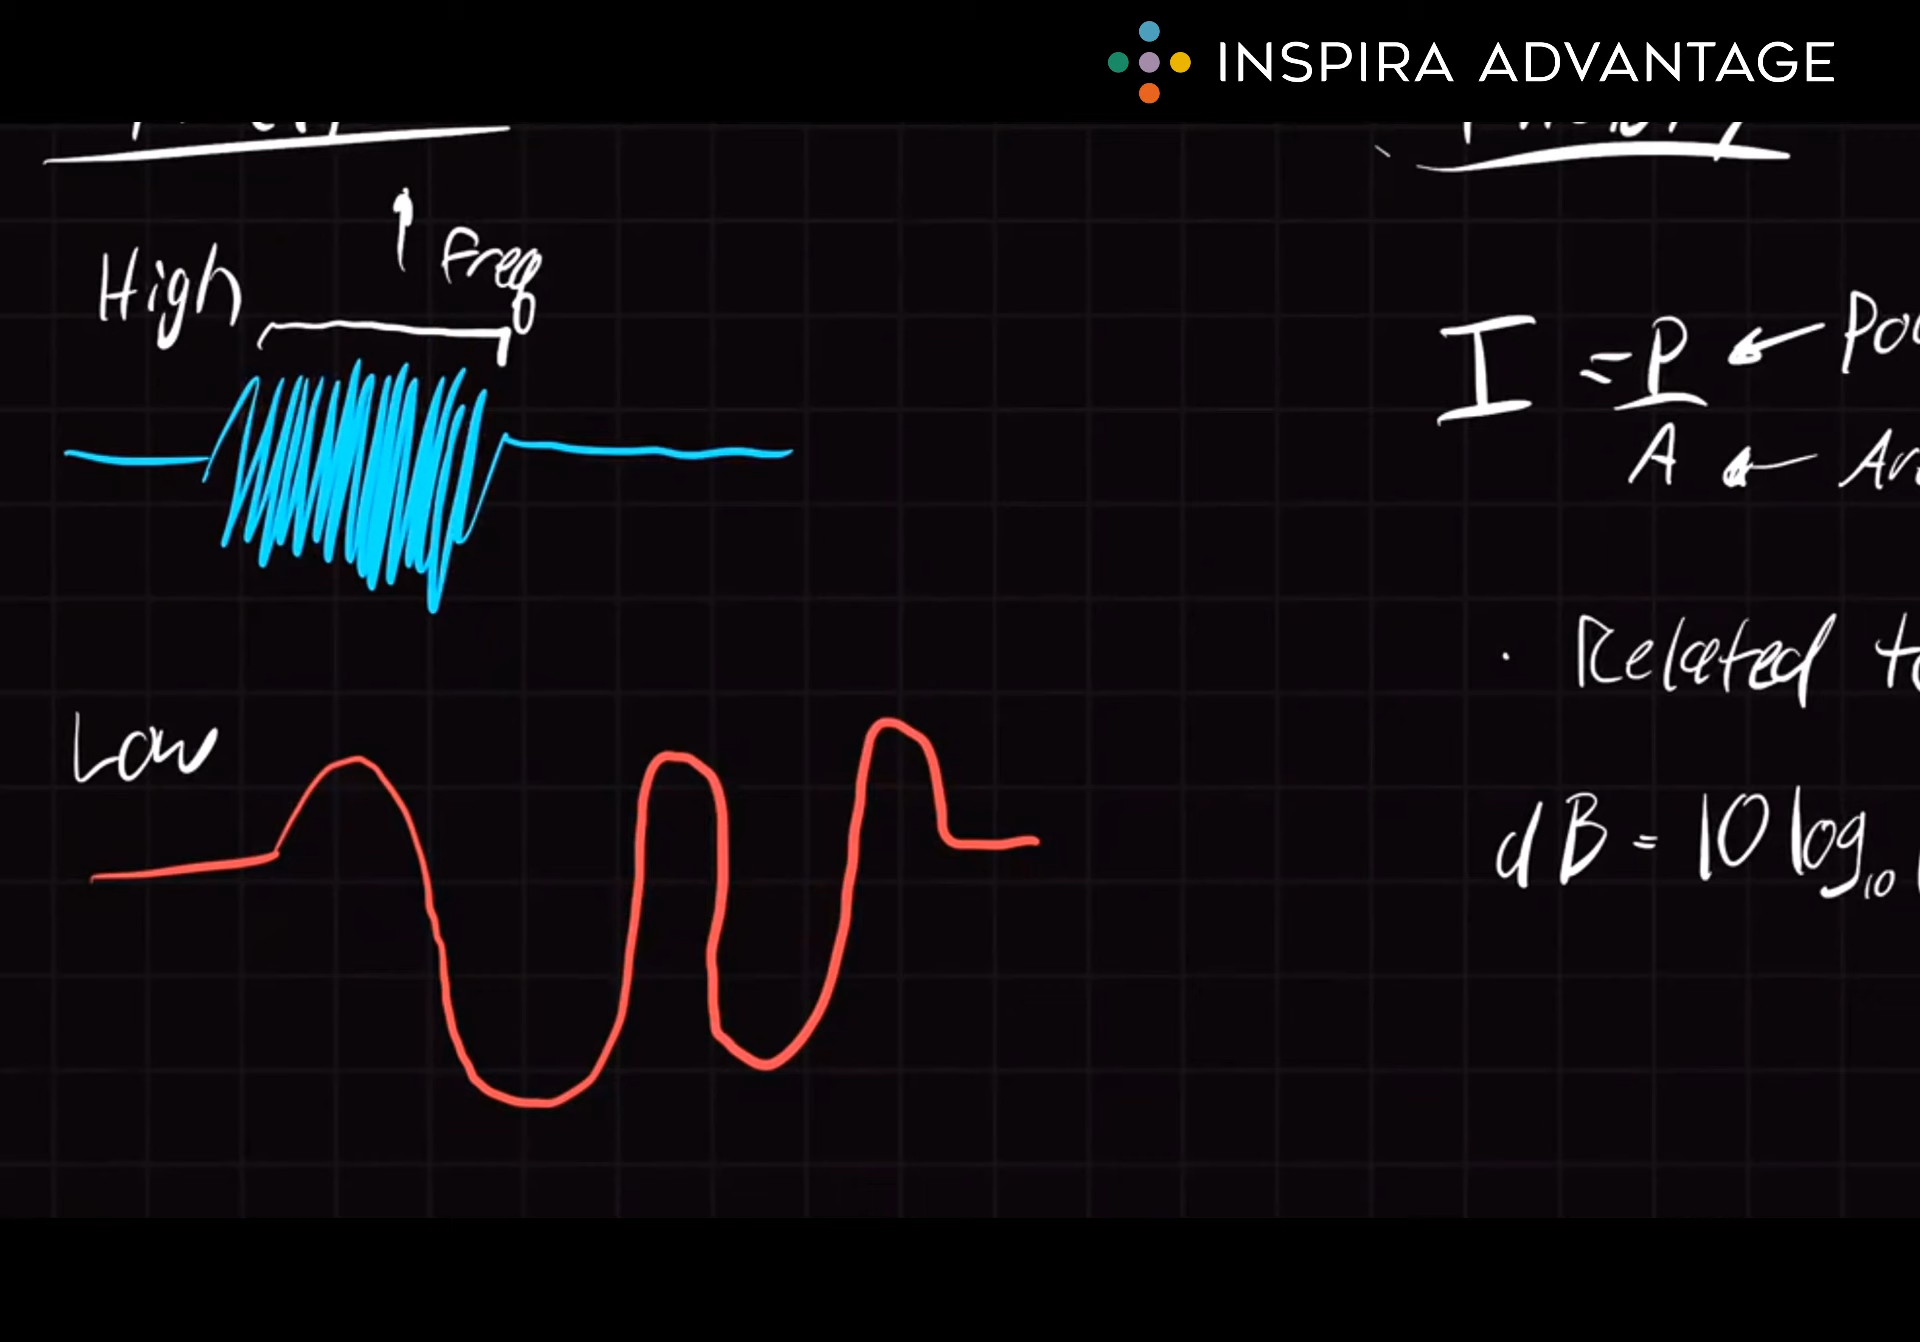 INSPIRA ADVANTAGE
↑ Freq
High
Low
I = P ←
A ←
· Related
dB = 10 log₁₀